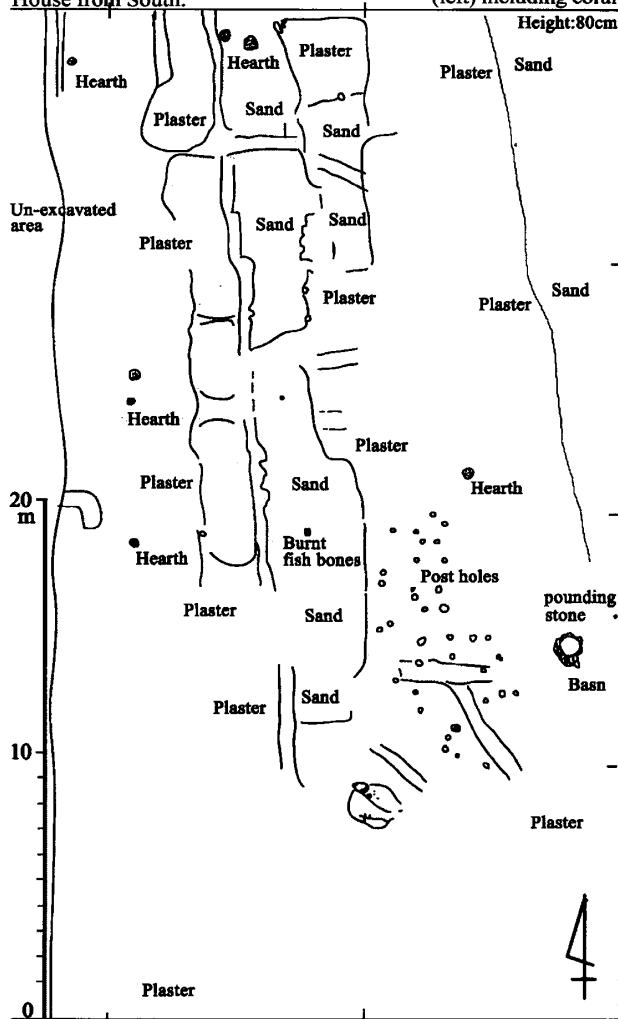 House from South.
(left) including coral
Height:80cm
Hearth
Hearth
Plaster
Plaster
Sand
Plaster
Sand
Sand
Un-excavated
area
Plaster
Sand
Sand
Plaster
Plaster
Sand
Hearth
Plaster
Plaster
Sand
Hearth
20
m
Hearth
Burnt
fish bones
Post holes
Plaster
Sand
pounding
stone
Basn
Plaster
Sand
10
Plaster
Plaster
0